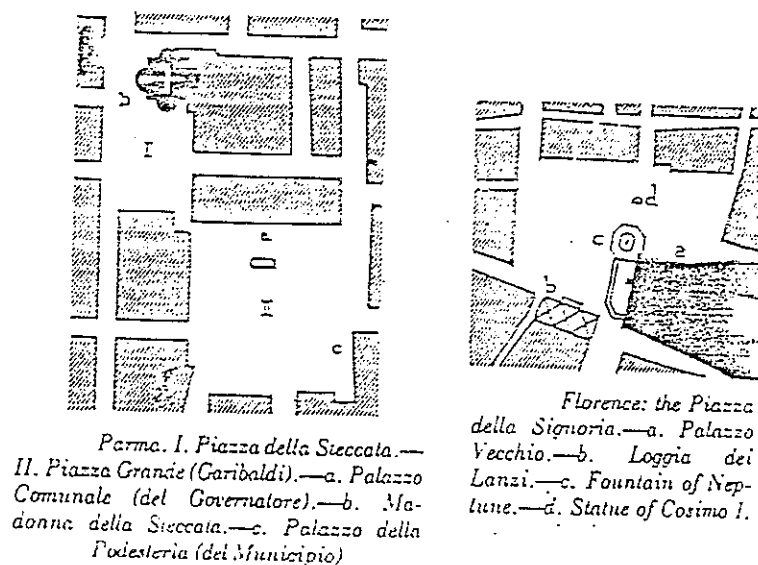 b
I
a
II
c
d
c
a
b
Parma. I. Piazza della Steccata.—
II. Piazza Grande (Garibaldi).—a. Palazzo
Comunale (del Governatore).—b. Ma-
donna della Steccata.—c. Palazzo della
Podesteria (del Municipio)
Florence: the Piazza
della Signoria.—a. Palazzo
Vecchio.—b. Loggia dei
Lanzi.—c. Fountain of Nep-
tune.—d. Statue of Cosimo I.